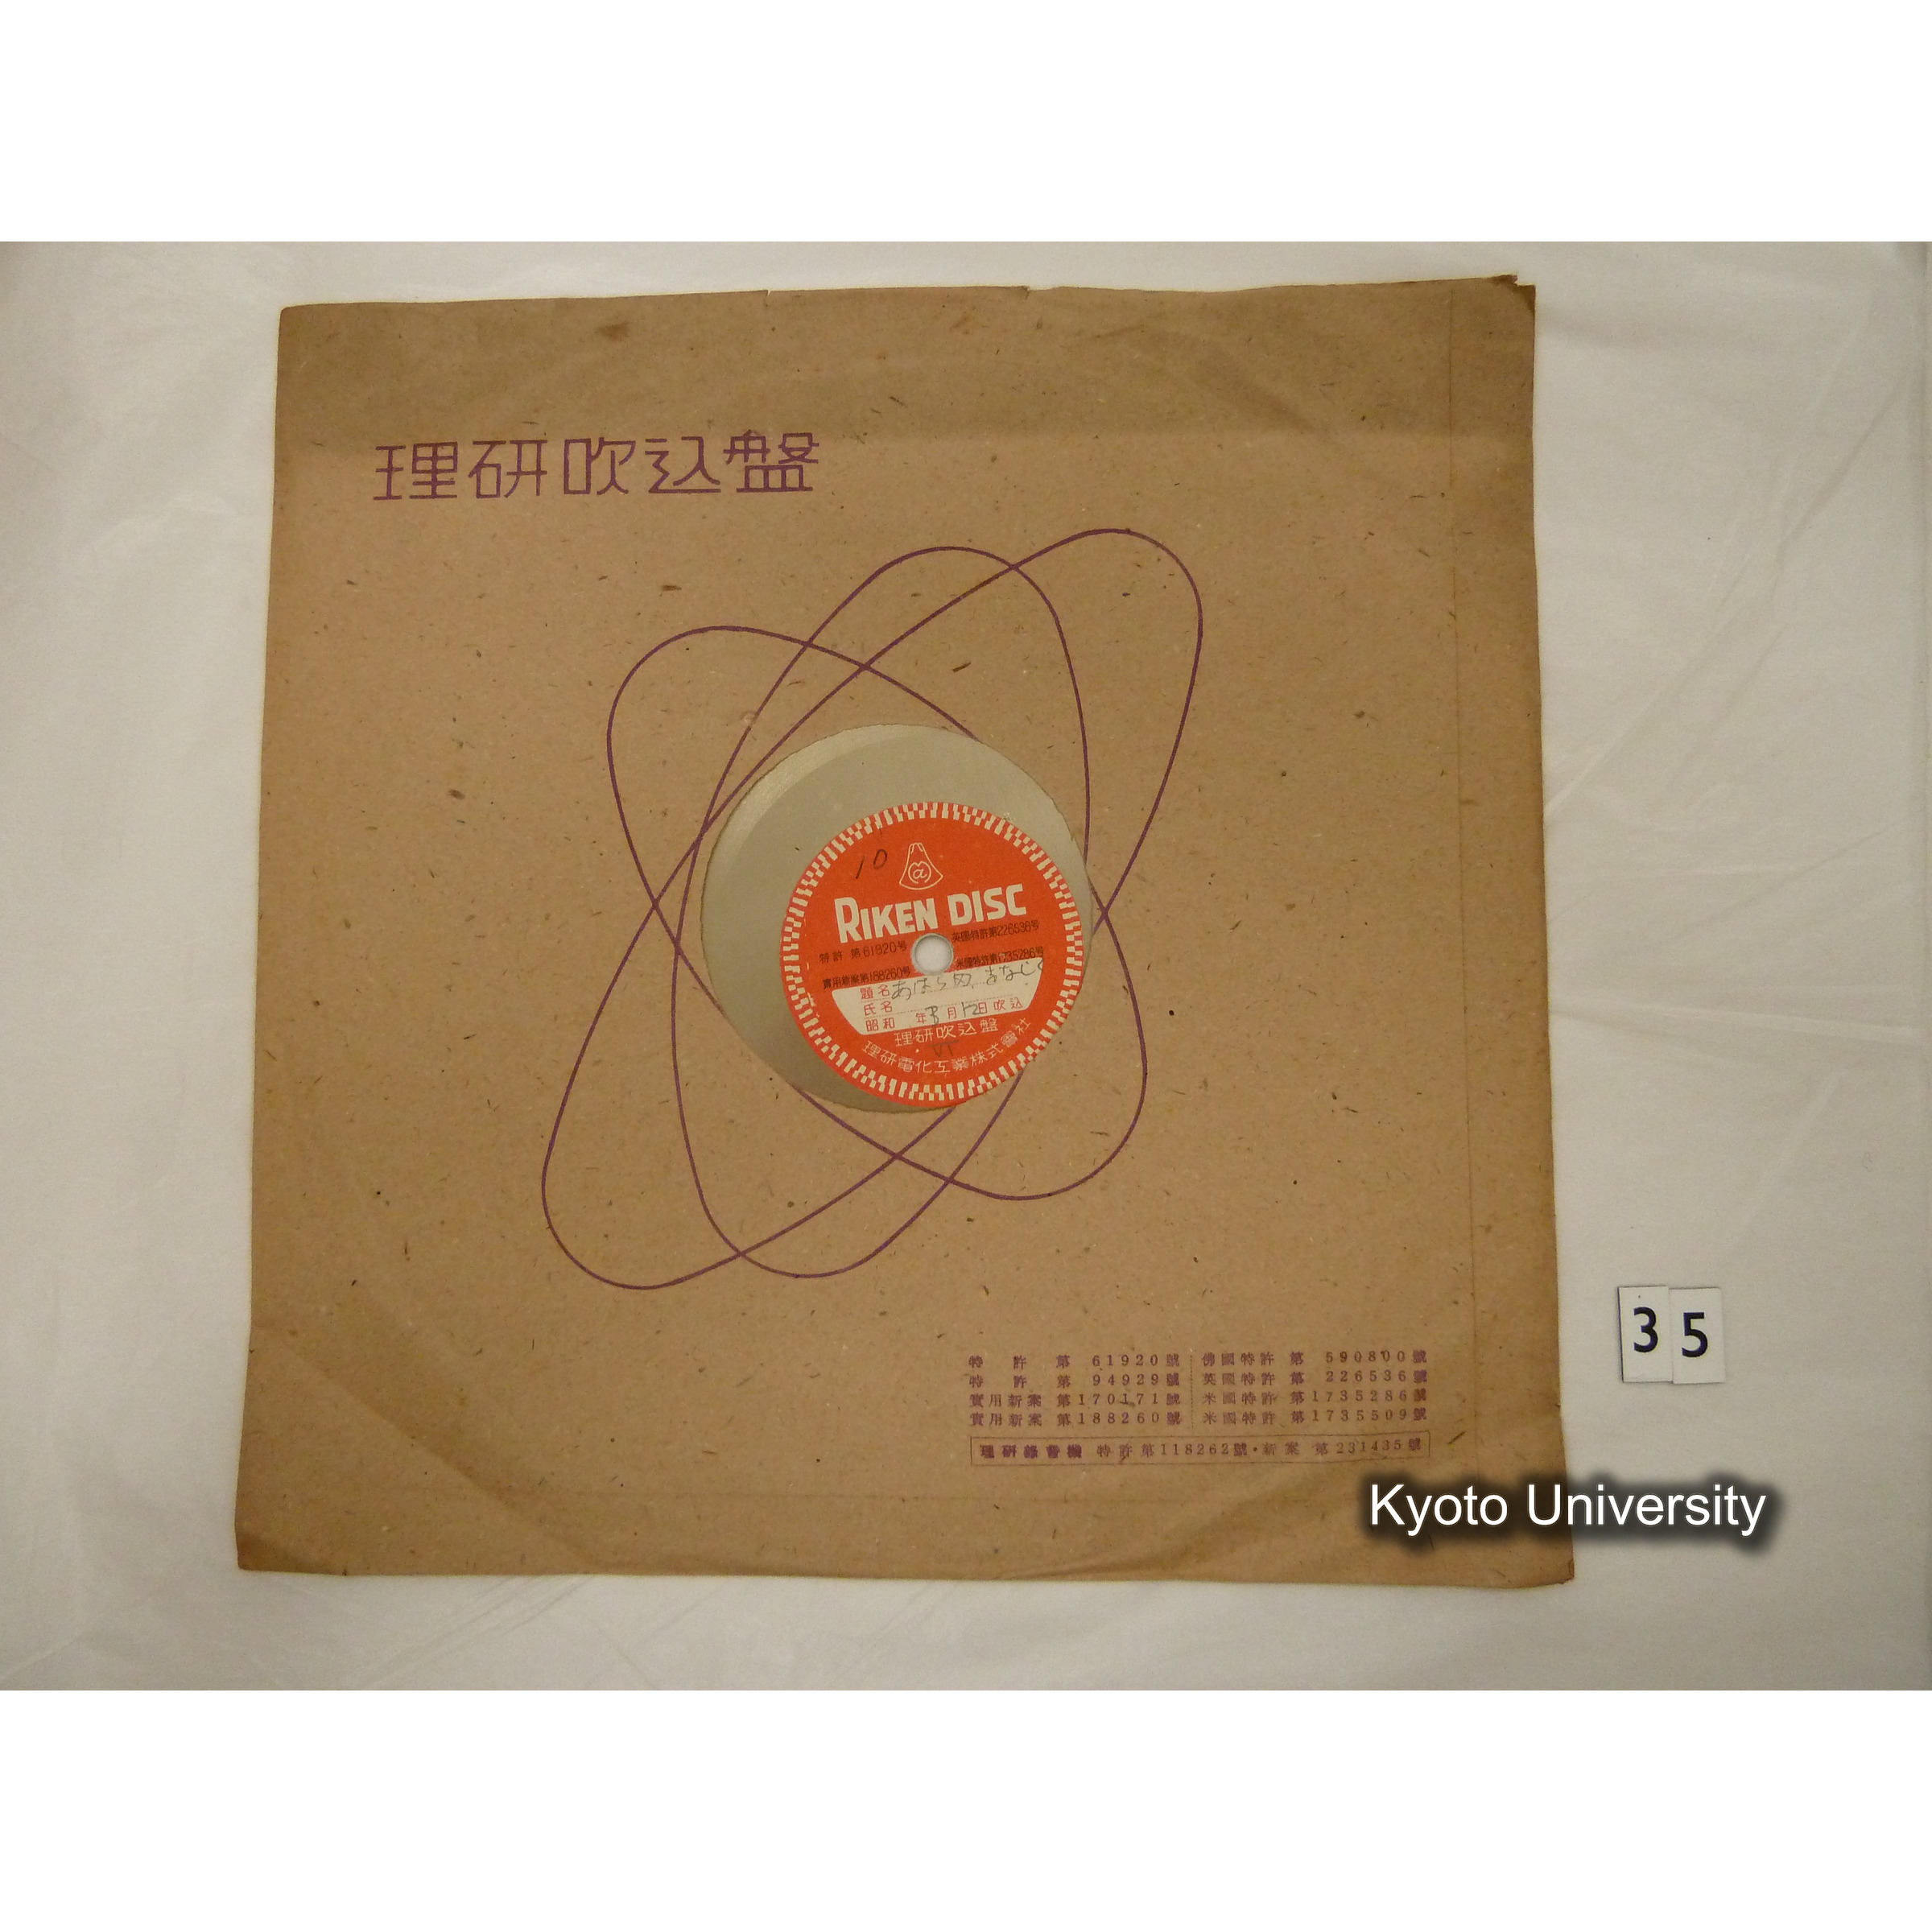 理研吹込盤
10
RIKEN DISC
特許 第61920号
英國特許第226536号
實用新案第188260号
米國特許第1735286号
題名
氏名
昭和 年 月 日吹込
理研吹込盤
理研電化工業株式會社
特許 第 61920號 佛國特許 第 590800號
特許 第 94929號 英國特許 第 226536號
實用新案 第170171號 米國特許 第1735286號
實用新案 第188260號 米國特許 第1735509號
理研錄音機 特許第118262號・新案 第231435號
35
Kyoto University